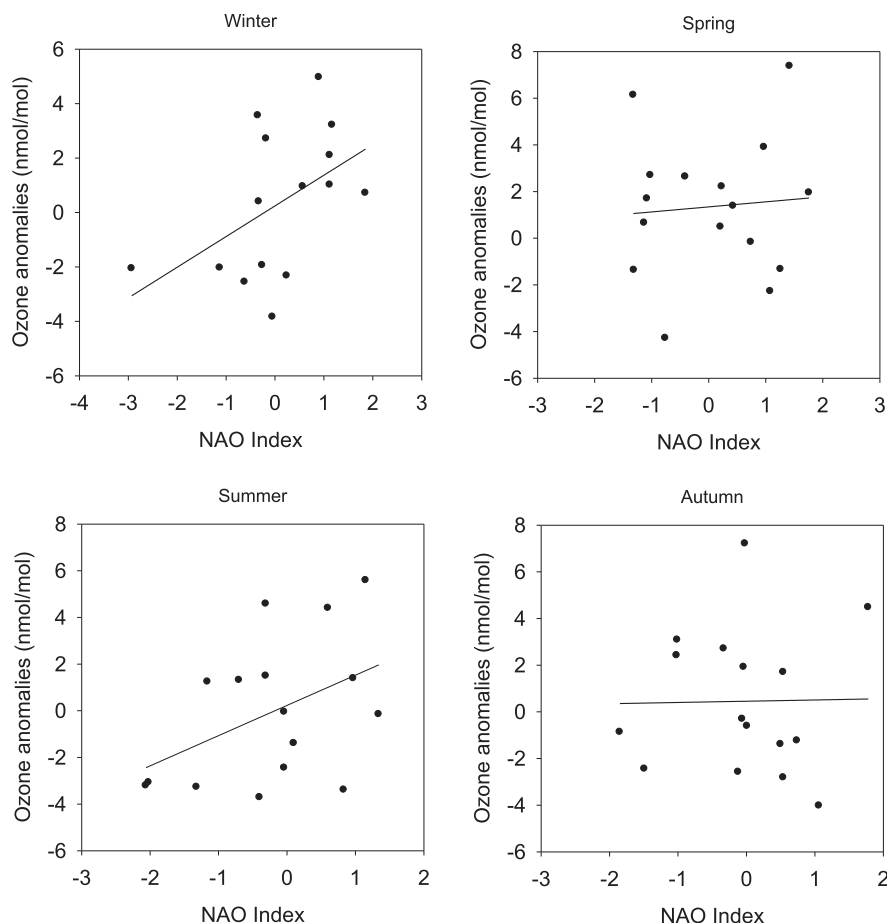 Winter
Ozone anomalies (nmol/mol)
6
4
2
0
-2
-4
-6
-4 -3 -2 -1 0 1 2 3
NAO Index
Spring
Ozone anomalies (nmol/mol)
8
6
4
2
0
-2
-4
-6
-3 -2 -1 0 1 2 3
NAO Index
Summer
Ozone anomalies (nmol/mol)
8
6
4
2
0
-2
-4
-6
-3 -2 -1 0 1 2
NAO Index
Autumn
Ozone anomalies (nmol/mol)
8
6
4
2
0
-2
-4
-6
-3 -2 -1 0 1 2
NAO Index